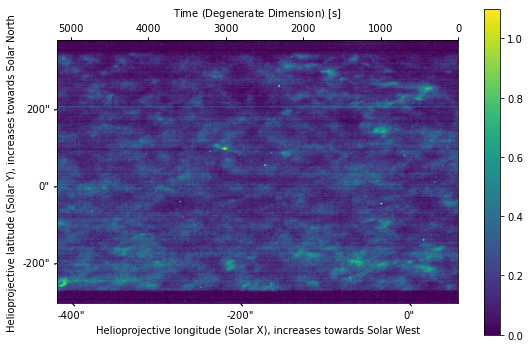 Time (Degenerate Dimension) [s]
5000 4000 3000 2000 1000 0
Helioprojective latitude (Solar Y), increases towards Solar North
200"
0"
-200"
-400" -200" 0"
Helioprojective longitude (Solar X), increases towards Solar West
1.0
0.8
0.6
0.4
0.2
0.0